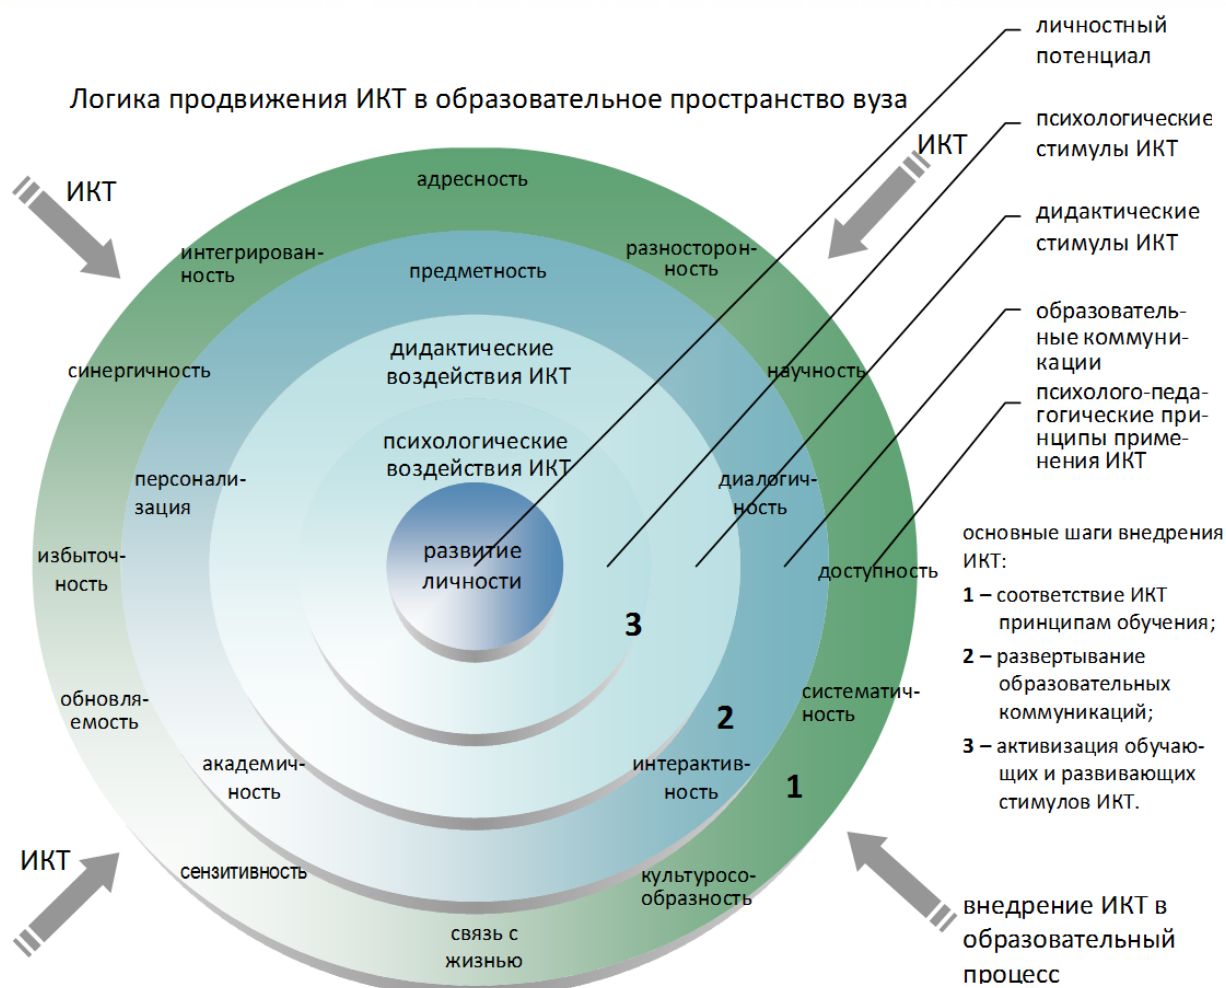 личностный
потенциал
Логика продвижения ИКТ в образовательное пространство вуза
психологические
стимулы ИКТ
ИКТ
ИКТ
адресность
дидактические
стимулы ИКТ
интегрирован-
ность
разносторон-
ность
предметность
образователь-
ные коммуни-
кации
дидактические
воздействия ИКТ
синергичность
научность
психолого-педа-
гогические при-
нципы приме-
нения ИКТ
психологические
воздействия ИКТ
персонали-
зация
диалогич-
ность
развитие
личности
избыточ-
ность
доступность
основные шаги внедрения
ИКТ:
1 – соответствие ИКТ
принципам обучения;
2 – развертывание
образовательных
коммуникаций;
3 – активизация обучаю-
щих и развивающих
стимулов ИКТ.
3
обновля-
емость
систематич-
ность
2
академич-
ность
интерактив-
ность
1
ИКТ
сензитивность
культуросо-
образность
связь с
жизнью
внедрение ИКТ в
образовательный
процесс